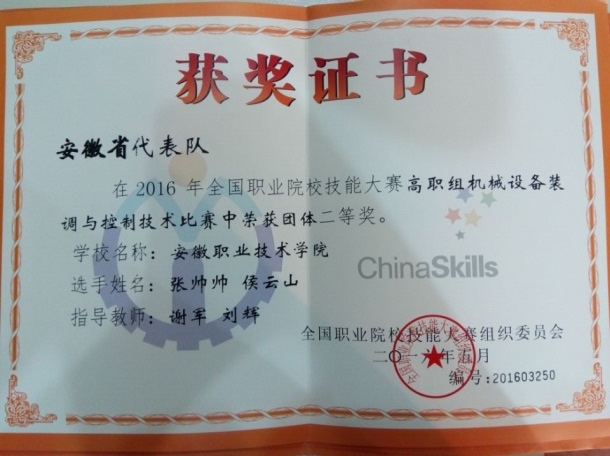 获奖证书
安徽省代表队
在 2016 年全国职业院校技能大赛高职组机械设备装
调与控制技术比赛中荣获团体二等奖。
学校名称：安徽职业技术学院
选手姓名：张帅帅 侯云山
指导教师：谢军 刘辉
ChinaSkills
全国职业院校技能大赛组织委员会
二〇一六年五月
编号:201603250